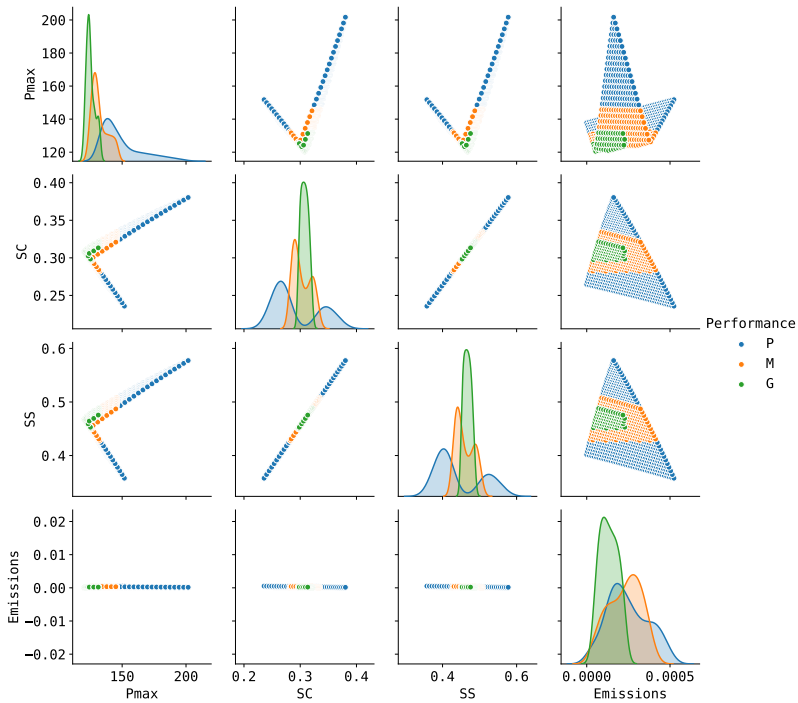 200
180
160
140
120
Pmax
0.40
0.35
0.30
0.25
SC
Performance
P
M
G
0.6
0.5
0.4
SS
0.02
0.01
0.00
−0.01
−0.02
Emissions
150 200
Pmax
0.2 0.3 0.4
SC
0.4 0.6
SS
0.0000 0.0005
Emissions